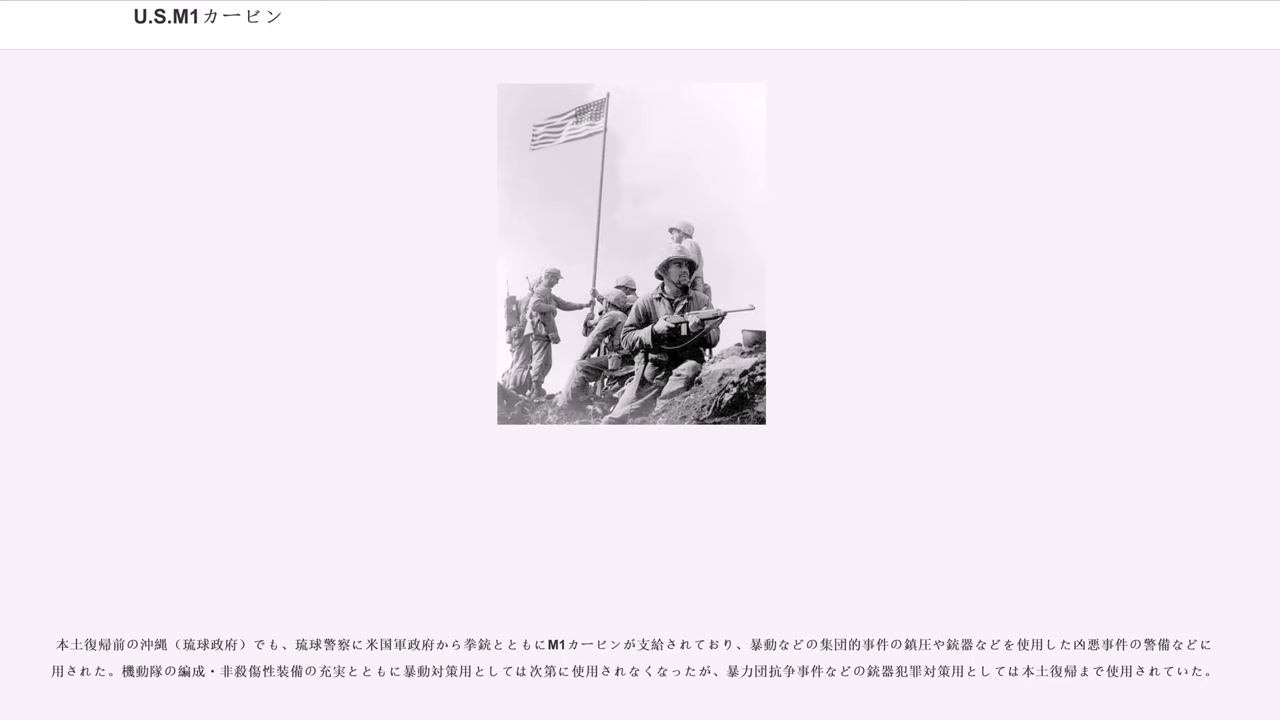 U.S.M1カービン
本土復帰前の沖縄（琉球政府）でも、琉球警察に米国軍政府から拳銃とともにM1カービンが支給されており、暴動などの集団的事件の鎮圧や銃器などを使用した凶悪事件の警備などに
用された。機動隊の編成・非殺傷性装備の充実とともに暴動対策用としては次第に使用されなくなったが、暴力団抗争事件などの銃器犯罪対策用としては本土復帰まで使用されていた。